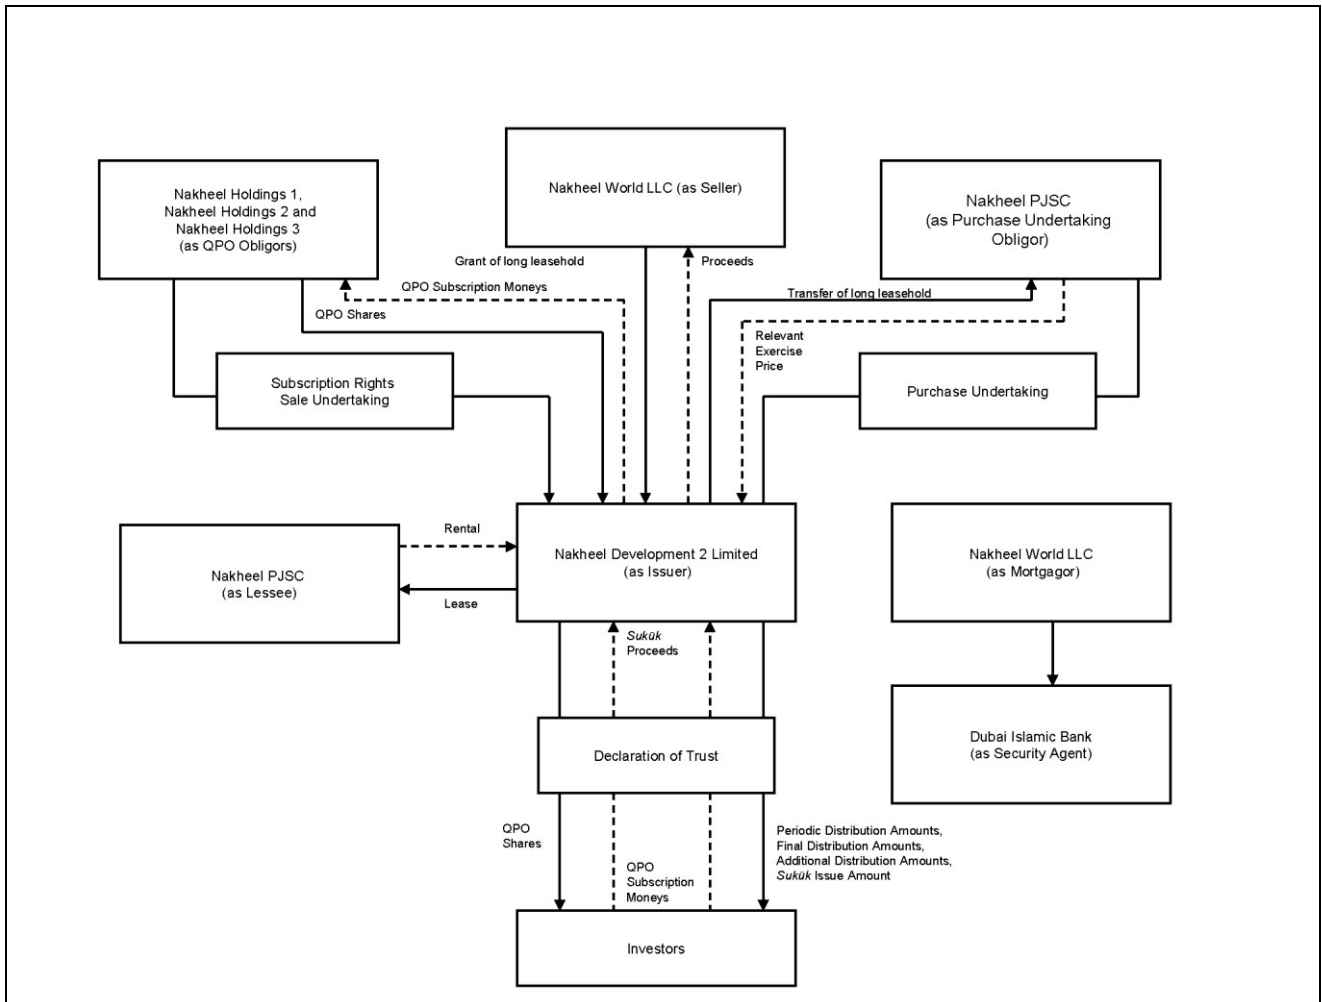 Nakheel World LLC (as Seller)
Nakheel Holdings 1,
Nakheel Holdings 2 and
Nakheel Holdings 3
(as QPO Obligors)
Nakheel PJSC
(as Purchase Undertaking
Obligor)
Grant of long leasehold
Proceeds
QPO Subscription Moneys
Transfer of long leasehold
QPO Shares
Relevant
Exercise
Price
Subscription Rights
Sale Undertaking
Purchase Undertaking
Rental
Nakheel Development 2 Limited
(as Issuer)
Nakheel World LLC
(as Mortgagor)
Nakheel PJSC
(as Lessee)
Lease
Sukūk
Proceeds
Declaration of Trust
Dubai Islamic Bank
(as Security Agent)
QPO
Shares
Periodic Distribution Amounts,
Final Distribution Amounts,
Additional Distribution Amounts,
Sukūk Issue Amount
QPO
Subscription
Moneys
Investors